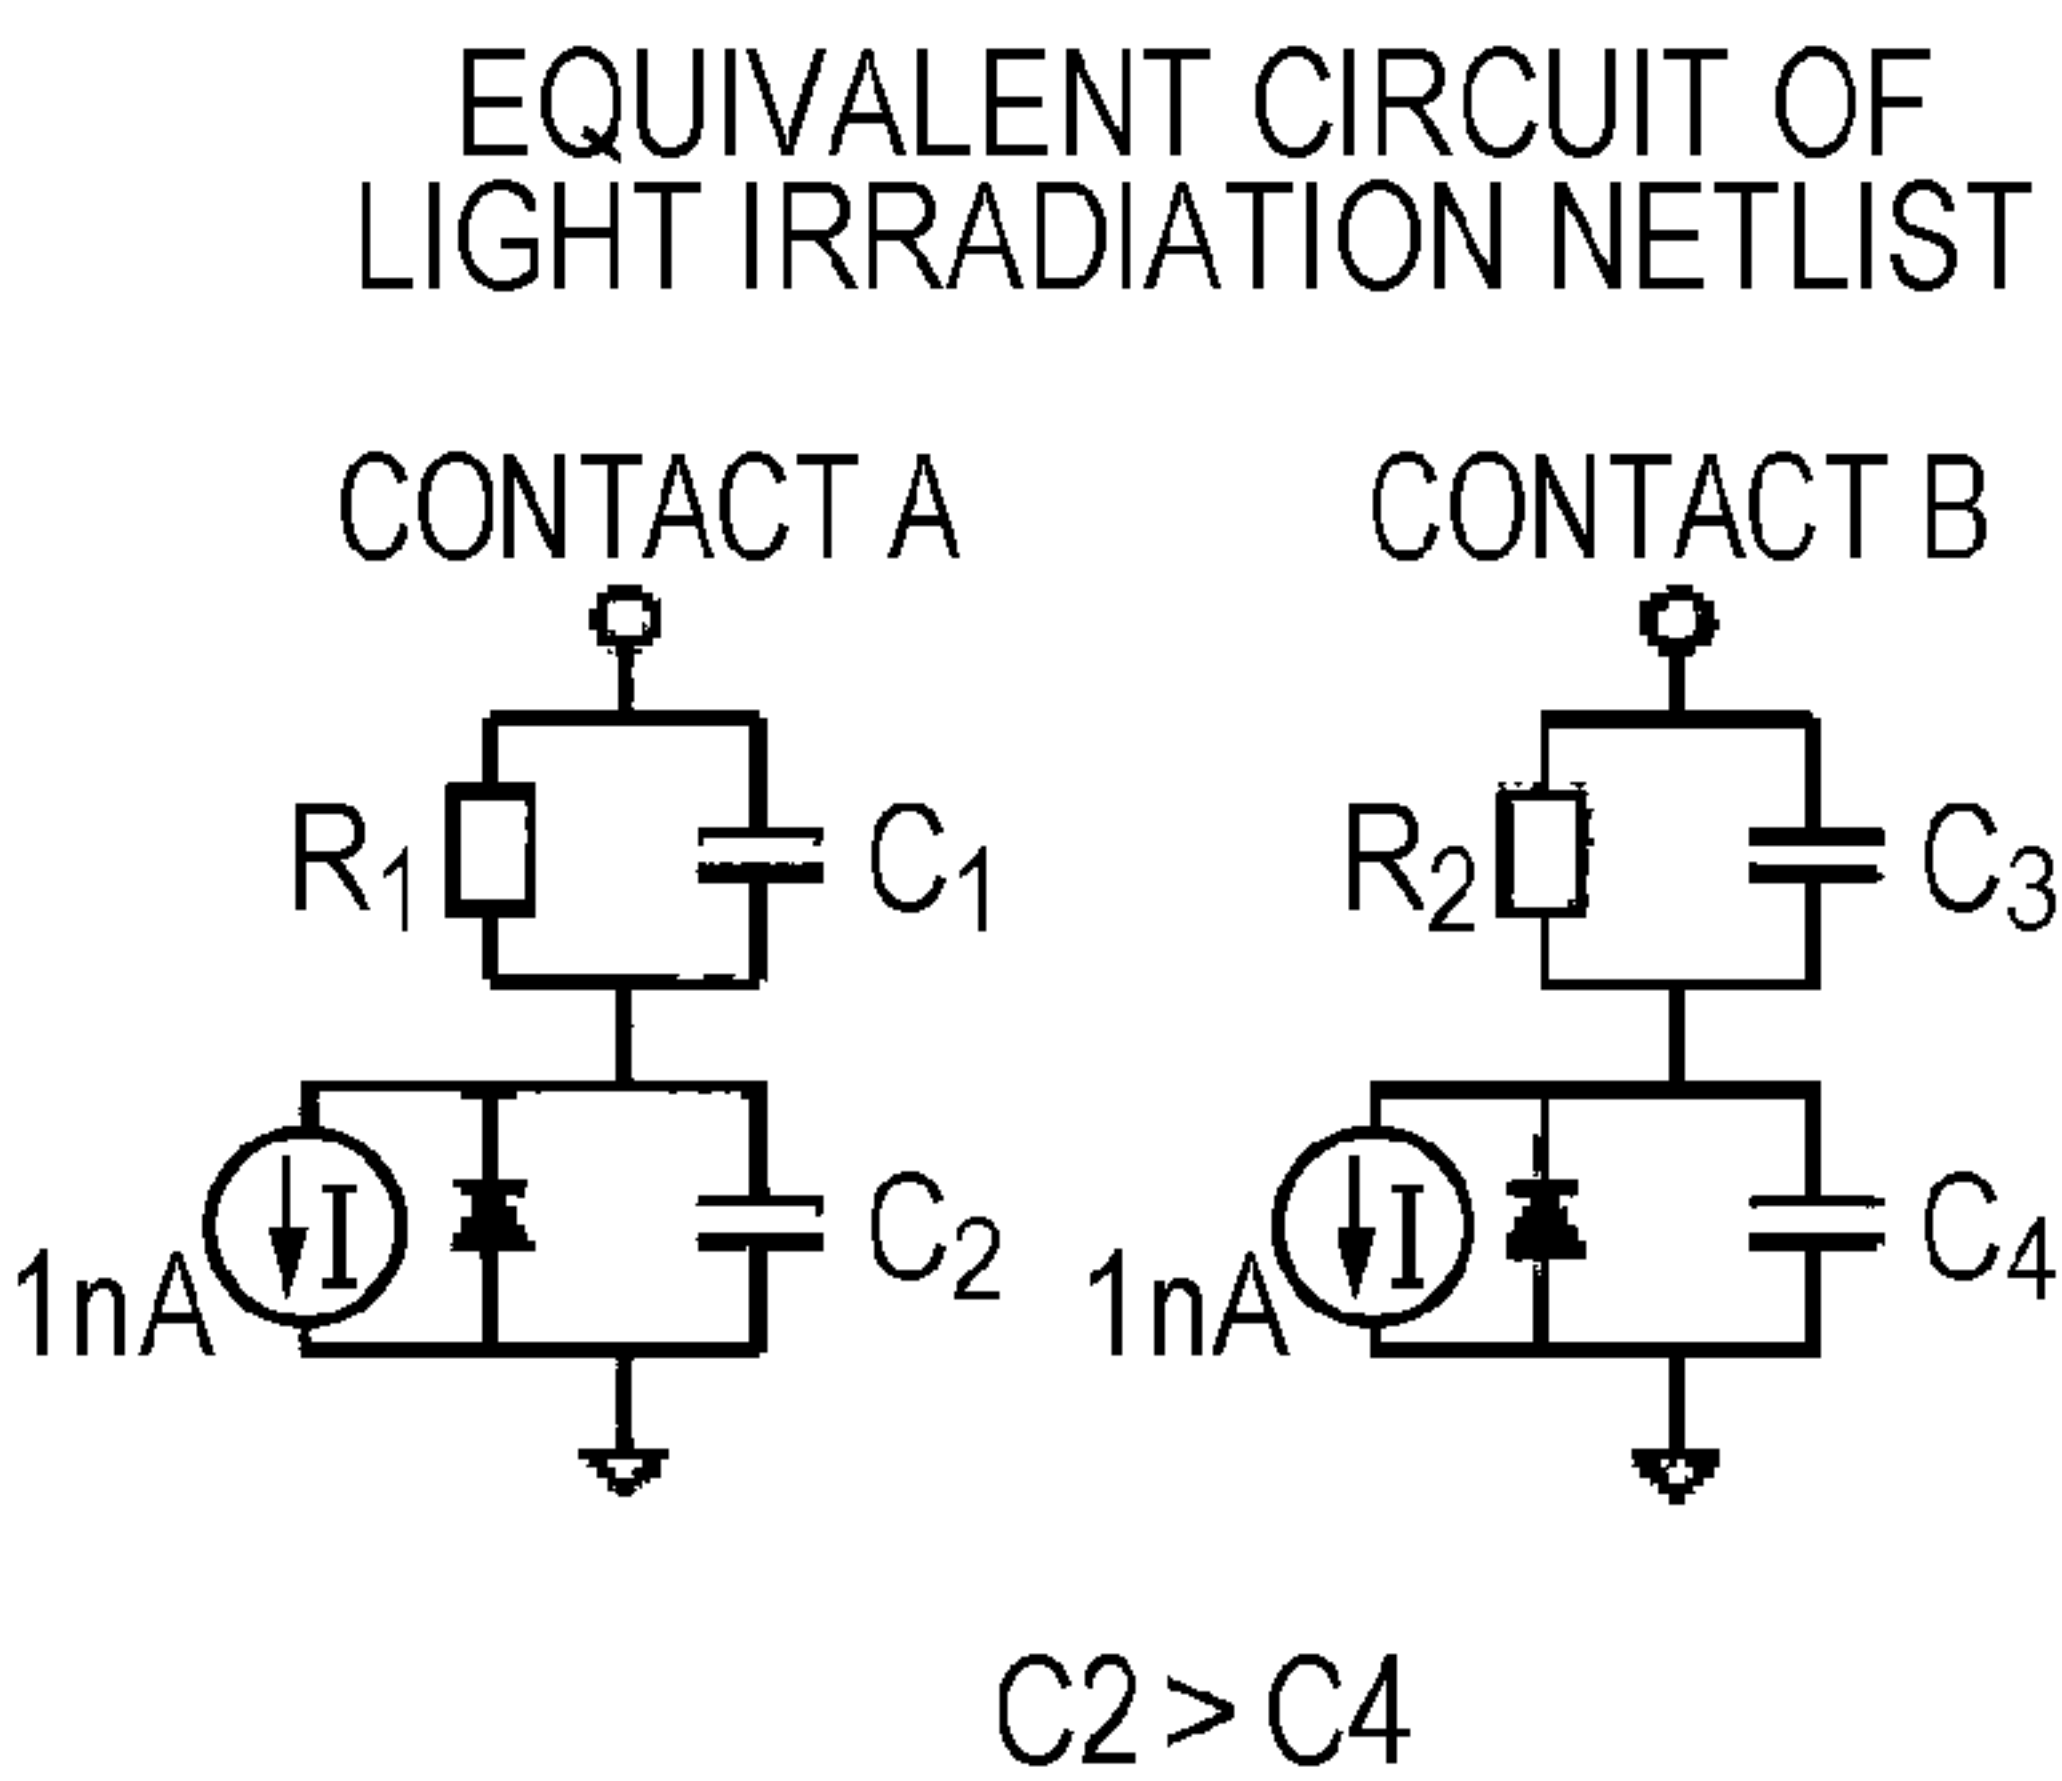 EQUIVALENT CIRCUIT OF
LIGHT IRRADIATION NETLIST
CONTACT A
CONTACT B
R1
C1
R2
C3
1nA
I
C2
1nA
I
C4
C2 > C4